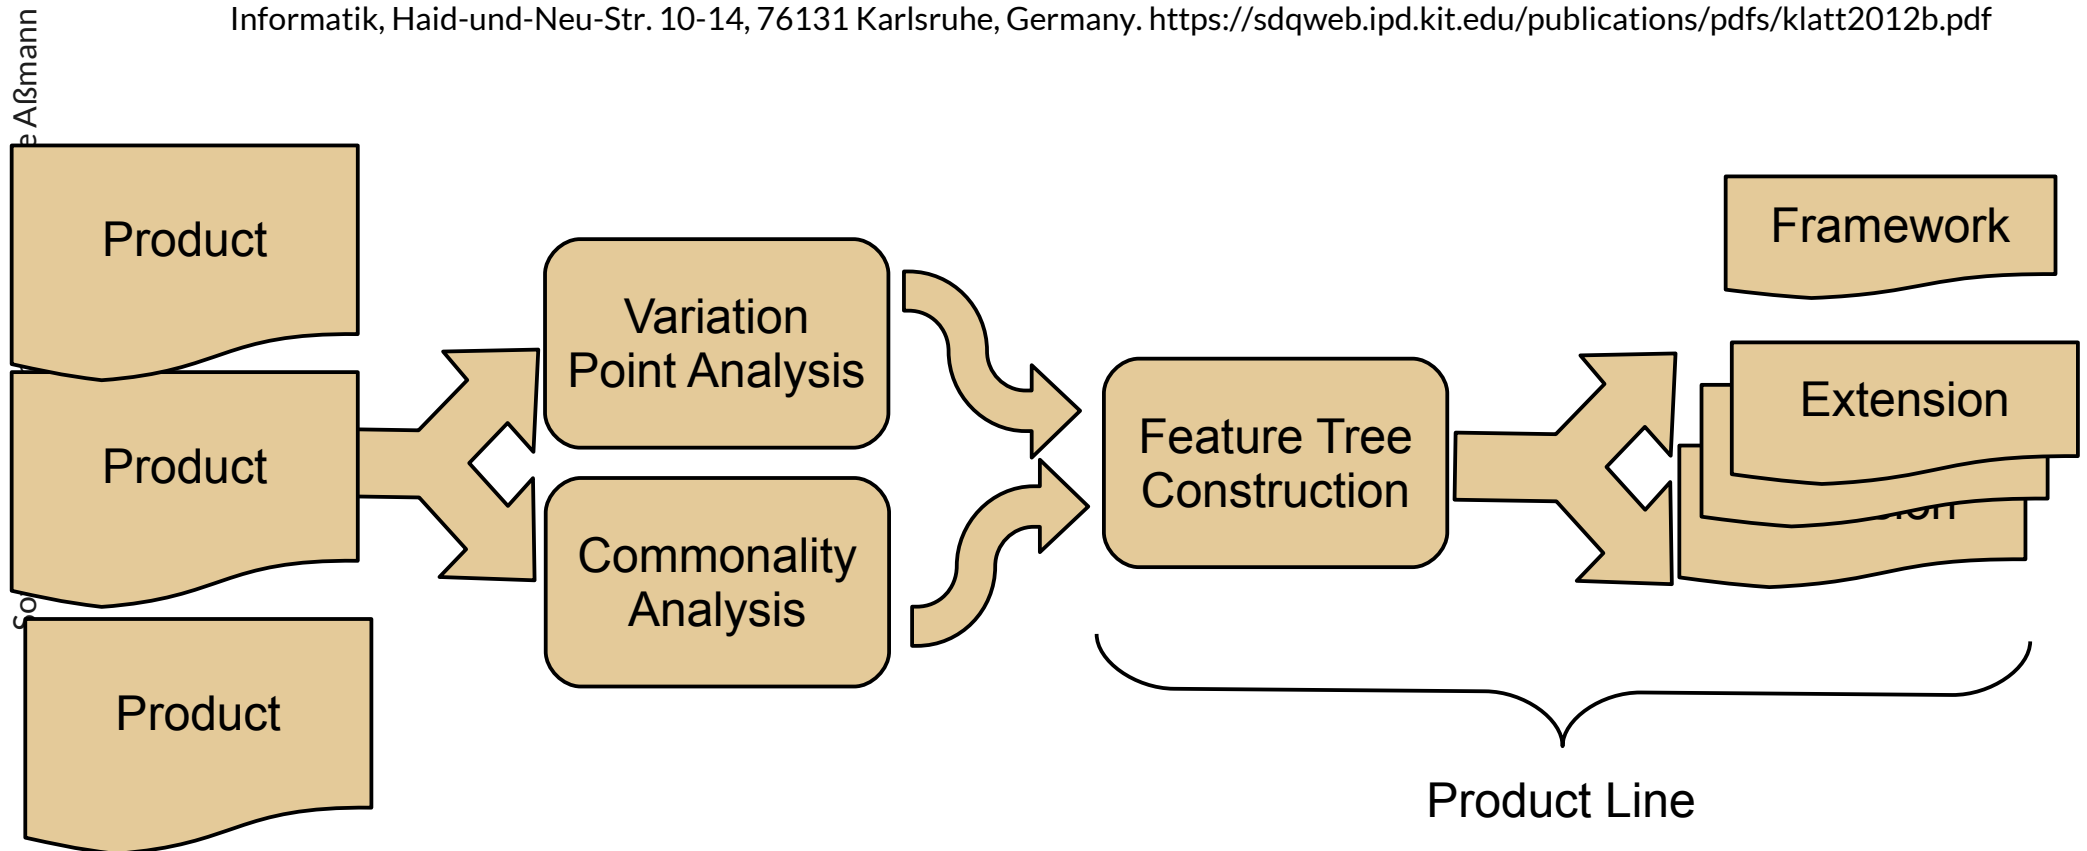 Informatik, Haid-und-Neu-Str. 10-14, 76131 Karlsruhe, Germany. https://sdqweb.ipd.kit.edu/publications/pdfs/klatt2012b.pdf
Aßmann
Product
Product
Product
Variation
Point Analysis
Commonality
Analysis
Feature Tree
Construction
Framework
Extension
Product Line